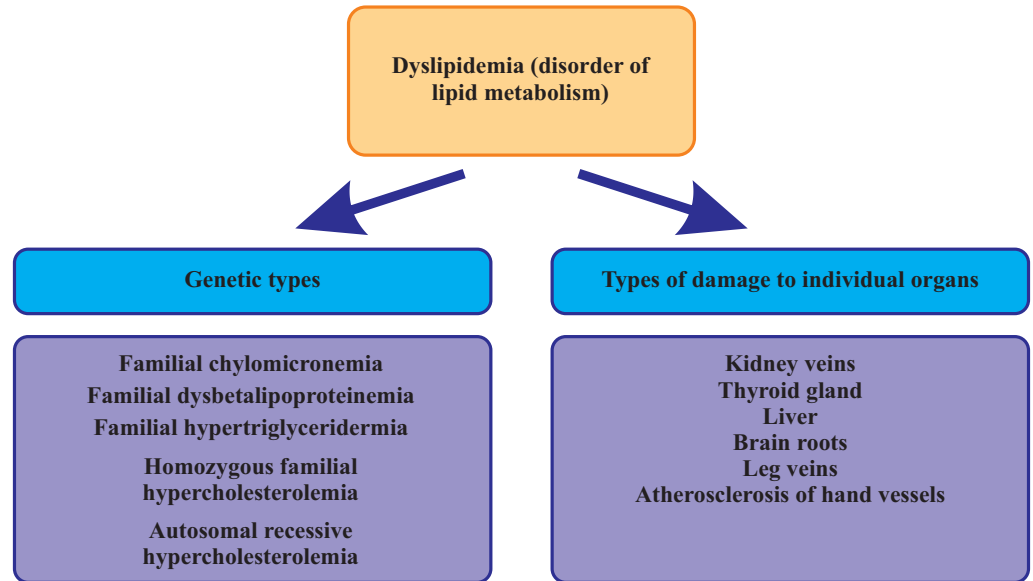 Dyslipidemia (disorder of
lipid metabolism)
Genetic types
Familial chylomicronemia
Familial dysbetalipoproteinemia
Familial hypertriglyceridermia
Homozygous familial
hypercholesterolemia
Autosomal recessive
hypercholesterolemia
Types of damage to individual organs
Kidney veins
Thyroid gland
Liver
Brain roots
Leg veins
Atherosclerosis of hand vessels